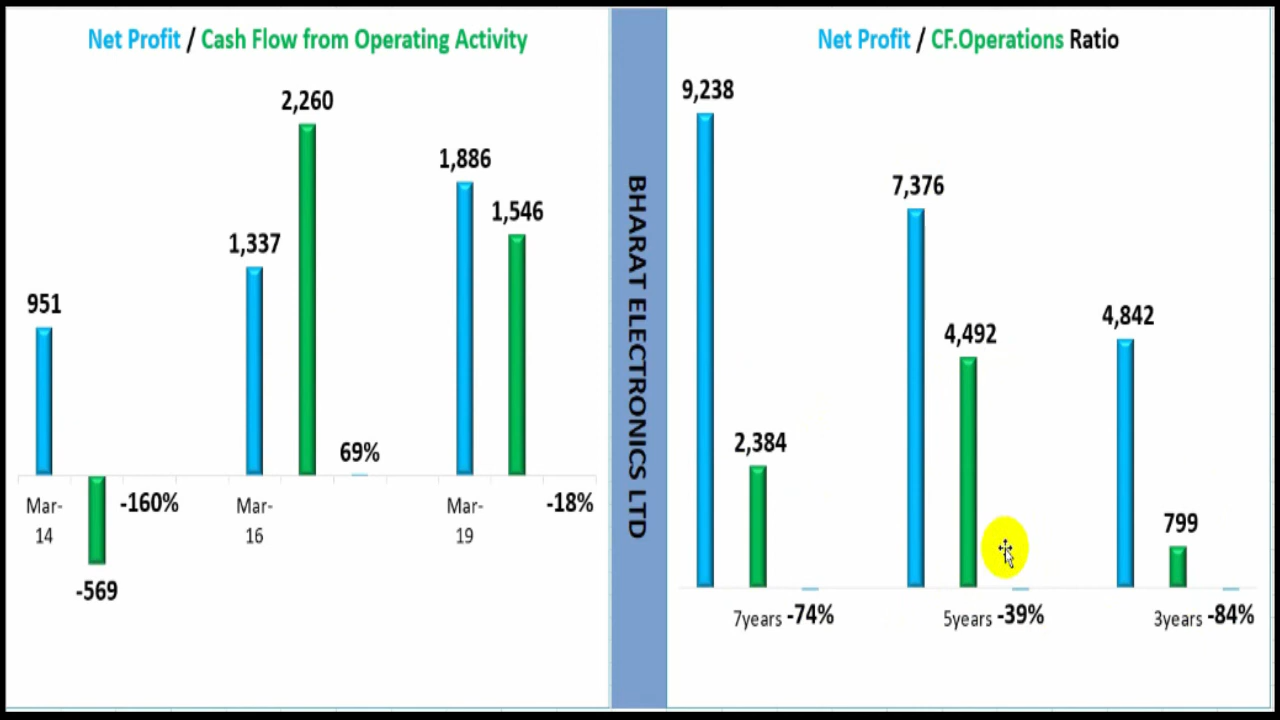 Net Profit / Cash Flow from Operating Activity
2,260
1,886
1,546
1,337
951
69%
Mar-
14
-160%
Mar-
16
Mar-
19
-18%
-569
BHARAT ELECTRONICS LTD
Net Profit / CF.Operations Ratio
9,238
7,376
4,842
4,492
2,384
799
7years -74%
5years -39%
3years -84%